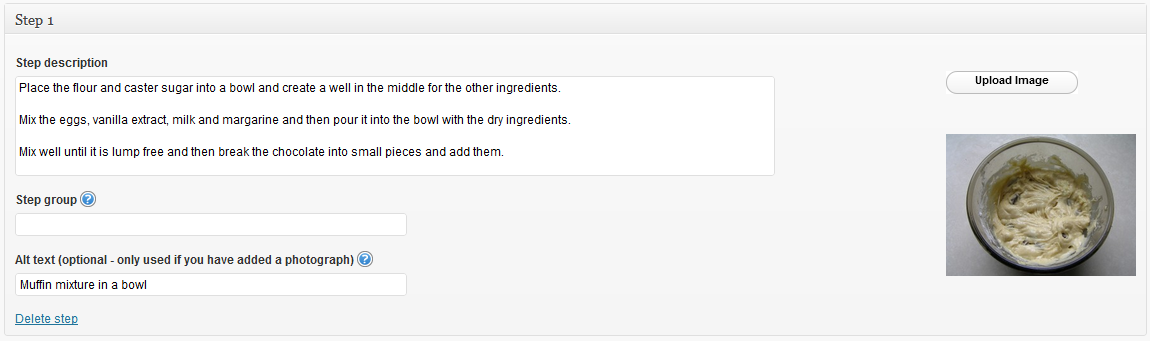 Step 1
Step description
Place the flour and caster sugar into a bowl and create a well in the middle for the other ingredients.
Mix the eggs, vanilla extract, milk and margarine and then pour it into the bowl with the dry ingredients.
Mix well until it is lump free and then break the chocolate into small pieces and add them.
Upload Image
Step group ?
Alt text (optional - only used if you have added a photograph) ?
Muffin mixture in a bowl
Delete step